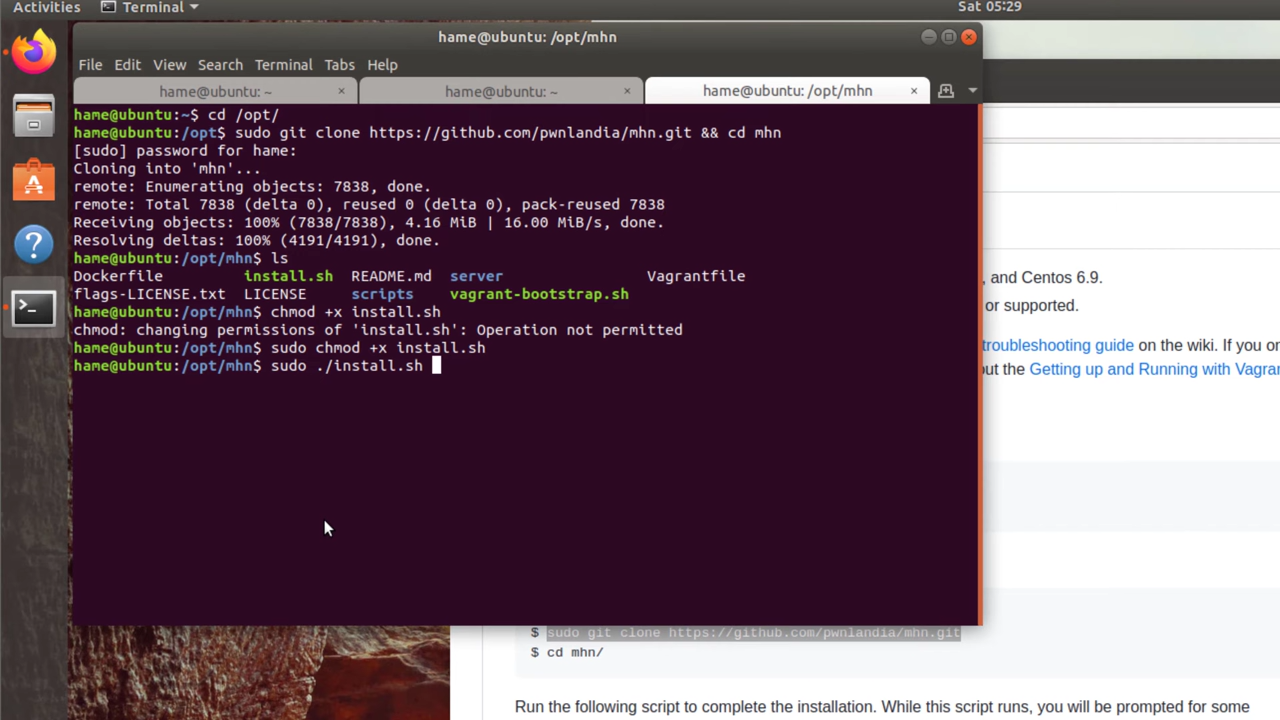 Activities Terminal Sat 05:29
hame@ubuntu: /opt/mhn
File Edit View Search Terminal Tabs Help
hame@ubuntu: ~ × hame@ubuntu: ~ × hame@ubuntu: /opt/mhn ×
hame@ubuntu:~$ cd /opt/
hame@ubuntu:/opt$ sudo git clone https://github.com/pwnlandia/mhn.git && cd mhn
[sudo] password for hame:
Cloning into 'mhn'...
remote: Enumerating objects: 7838, done.
remote: Total 7838 (delta 0), reused 0 (delta 0), pack-reused 7838
Receiving objects: 100% (7838/7838), 4.16 MiB | 16.00 MiB/s, done.
Resolving deltas: 100% (4191/4191), done.
hame@ubuntu:/opt/mhn$ ls
Dockerfile install.sh README.md server Vagrantfile
flags-LICENSE.txt LICENSE scripts vagrant-bootstrap.sh
hame@ubuntu:/opt/mhn$ chmod +x install.sh
chmod: changing permissions of 'install.sh': Operation not permitted
hame@ubuntu:/opt/mhn$ sudo chmod +x install.sh
hame@ubuntu:/opt/mhn$ sudo ./install.sh
, and Centos 6.9.
or supported.
troubleshooting guide on the wiki. If you
the Getting up and Running with
$ sudo git clone https://github.com/pwnlandia/mhn.git
$ cd mhn/
Run the following script to complete the installation. While this script runs, you will be prompted for some